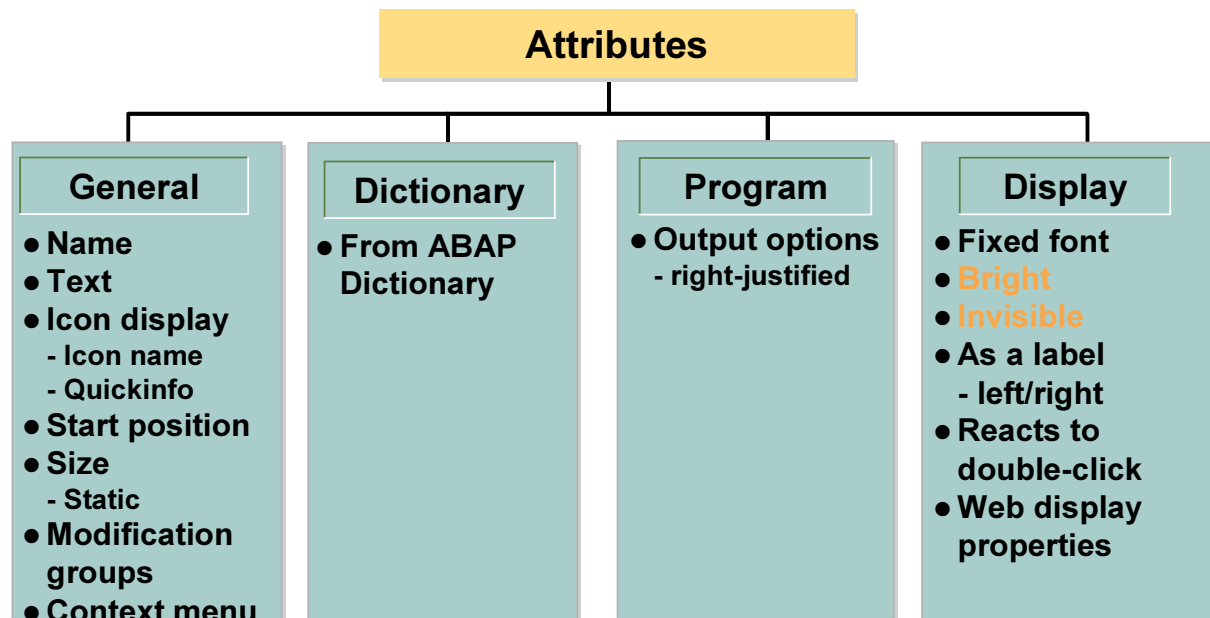 Attributes
General
● Name
● Text
● Icon display
- Icon name
- Quickinfo
● Start position
● Size
- Static
● Modification
groups
● Context menu
Dictionary
● From ABAP
Dictionary
Program
● Output options
- right-justified
Display
● Fixed font
● Bright
● Invisible
● As a label
- left/right
● Reacts to
double-click
● Web display
properties